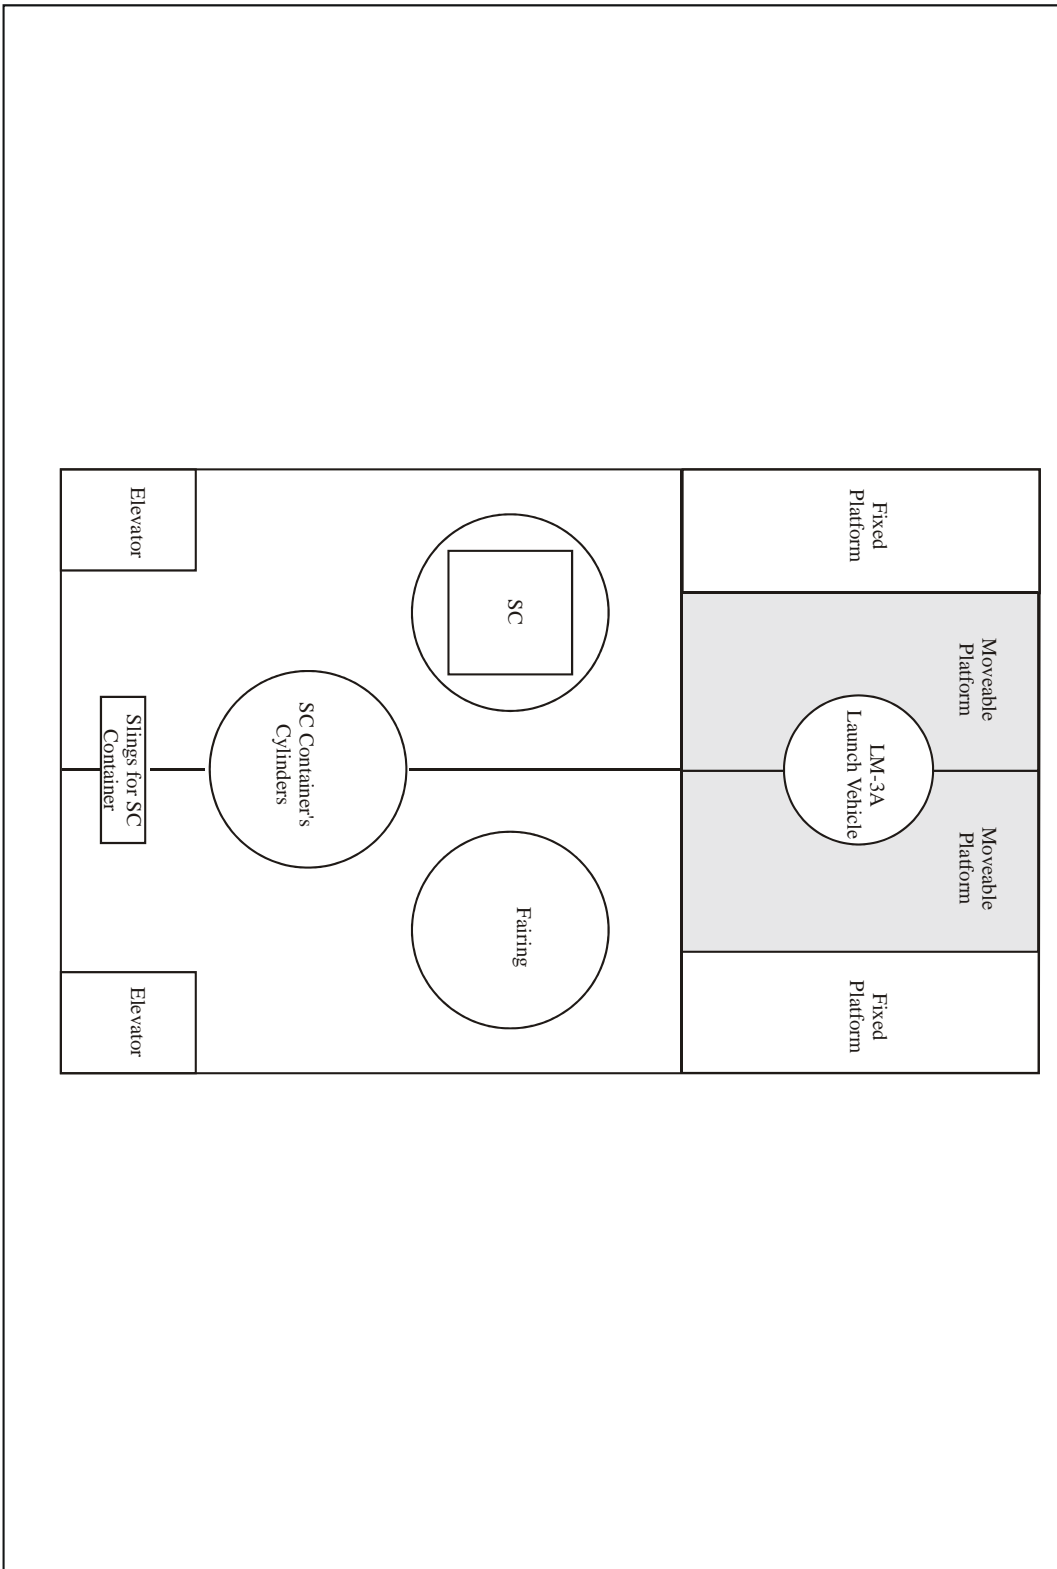 Fixed
Platform
Moveable
Platform
LM-3A
Launch Vehicle
Moveable
Platform
Fixed
Platform
SC
Fairing
SC Container's
Cylinders
Elevator
Slings for SC
Container
Elevator